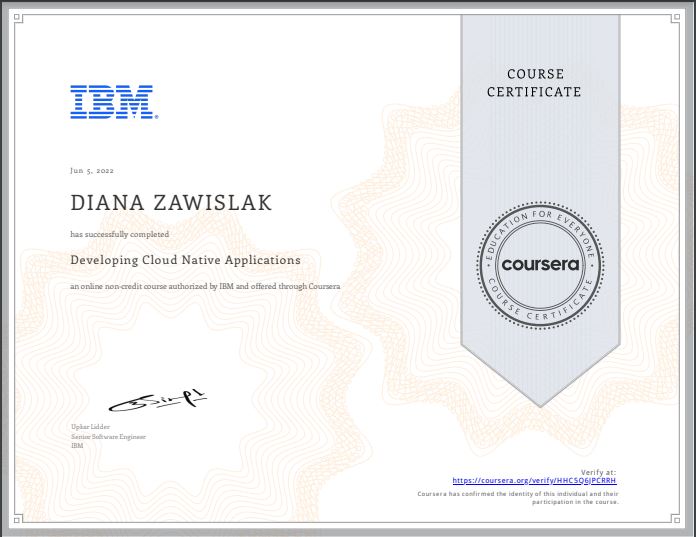 COURSE
CERTIFICATE
IBM
Jun 5, 2022
DIANA ZAWISLAK
has successfully completed
Developing Cloud Native Applications
an online non-credit course authorized by IBM and offered through Coursera
EDUCATION FOR EVERYONE
coursera
COURSE CERTIFICATE
Upkar Lidder
Senior Software Engineer
IBM
Verify at:
https://coursera.org/verify/HHC5Q6JPCRRH
Coursera has confirmed the identity of this individual and their
participation in the course.